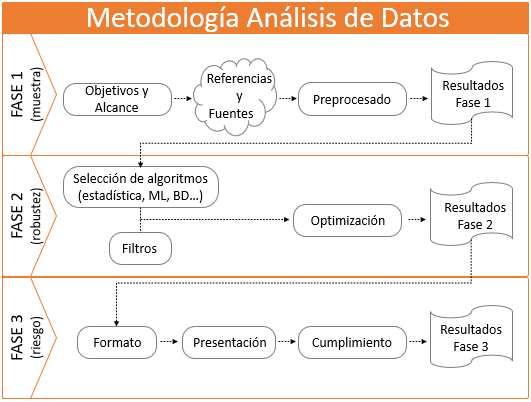 Metodología Análisis de Datos
FASE 1
(muestra)
Objetivos y
Alcance
Referencias
y
Fuentes
Preprocesado
Resultados
Fase 1
FASE 2
(robustez)
Selección de algoritmos
(estadística, ML, BD...)
Filtros
Optimización
Resultados
Fase 2
FASE 3
(riesgo)
Formato
Presentación
Cumplimiento
Resultados
Fase 3